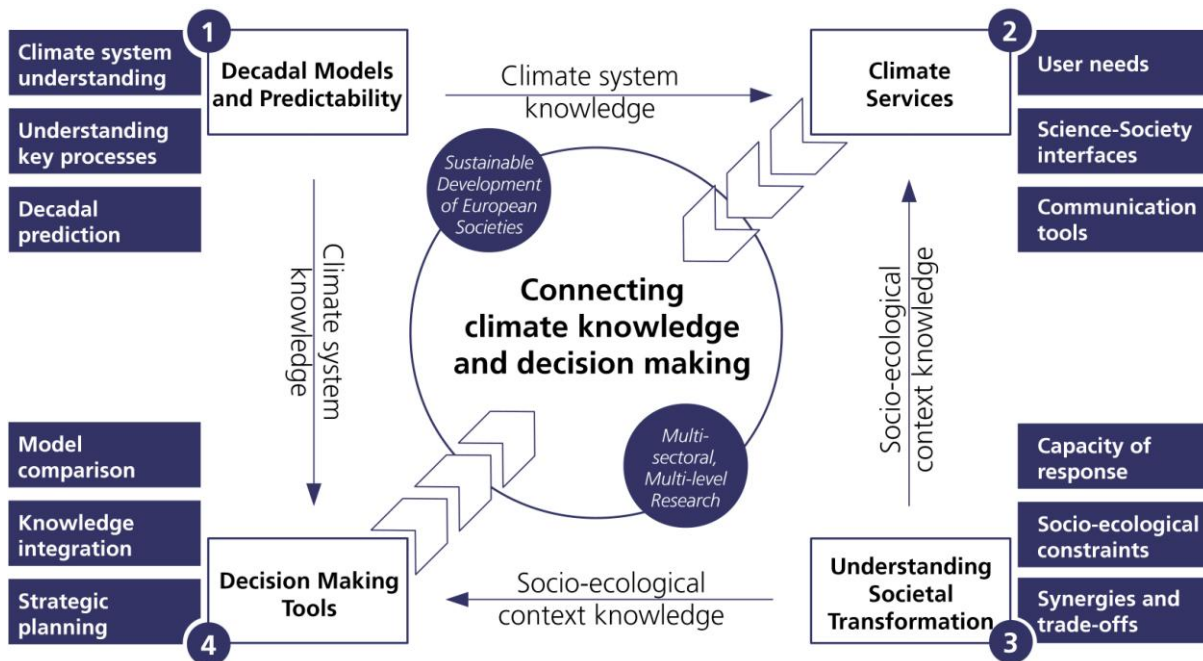 1
Climate system
understanding
Understanding
key processes
Decadal
prediction
Decadal Models
and Predictability
Climate system
knowledge
2
Climate
Services
User needs
Science-Society
interfaces
Communication
tools
Climate system
knowledge
Sustainable
Development
of European
Societies
Connecting
climate knowledge
and decision making
Multi-
sectoral,
Multi-level
Research
Socio-ecological
context knowledge
Model
comparison
Knowledge
integration
Strategic
planning
4
Decision Making
Tools
Socio-ecological
context knowledge
Understanding
Societal
Transformation
3
Capacity of
response
Socio-ecological
constraints
Synergies and
trade-offs